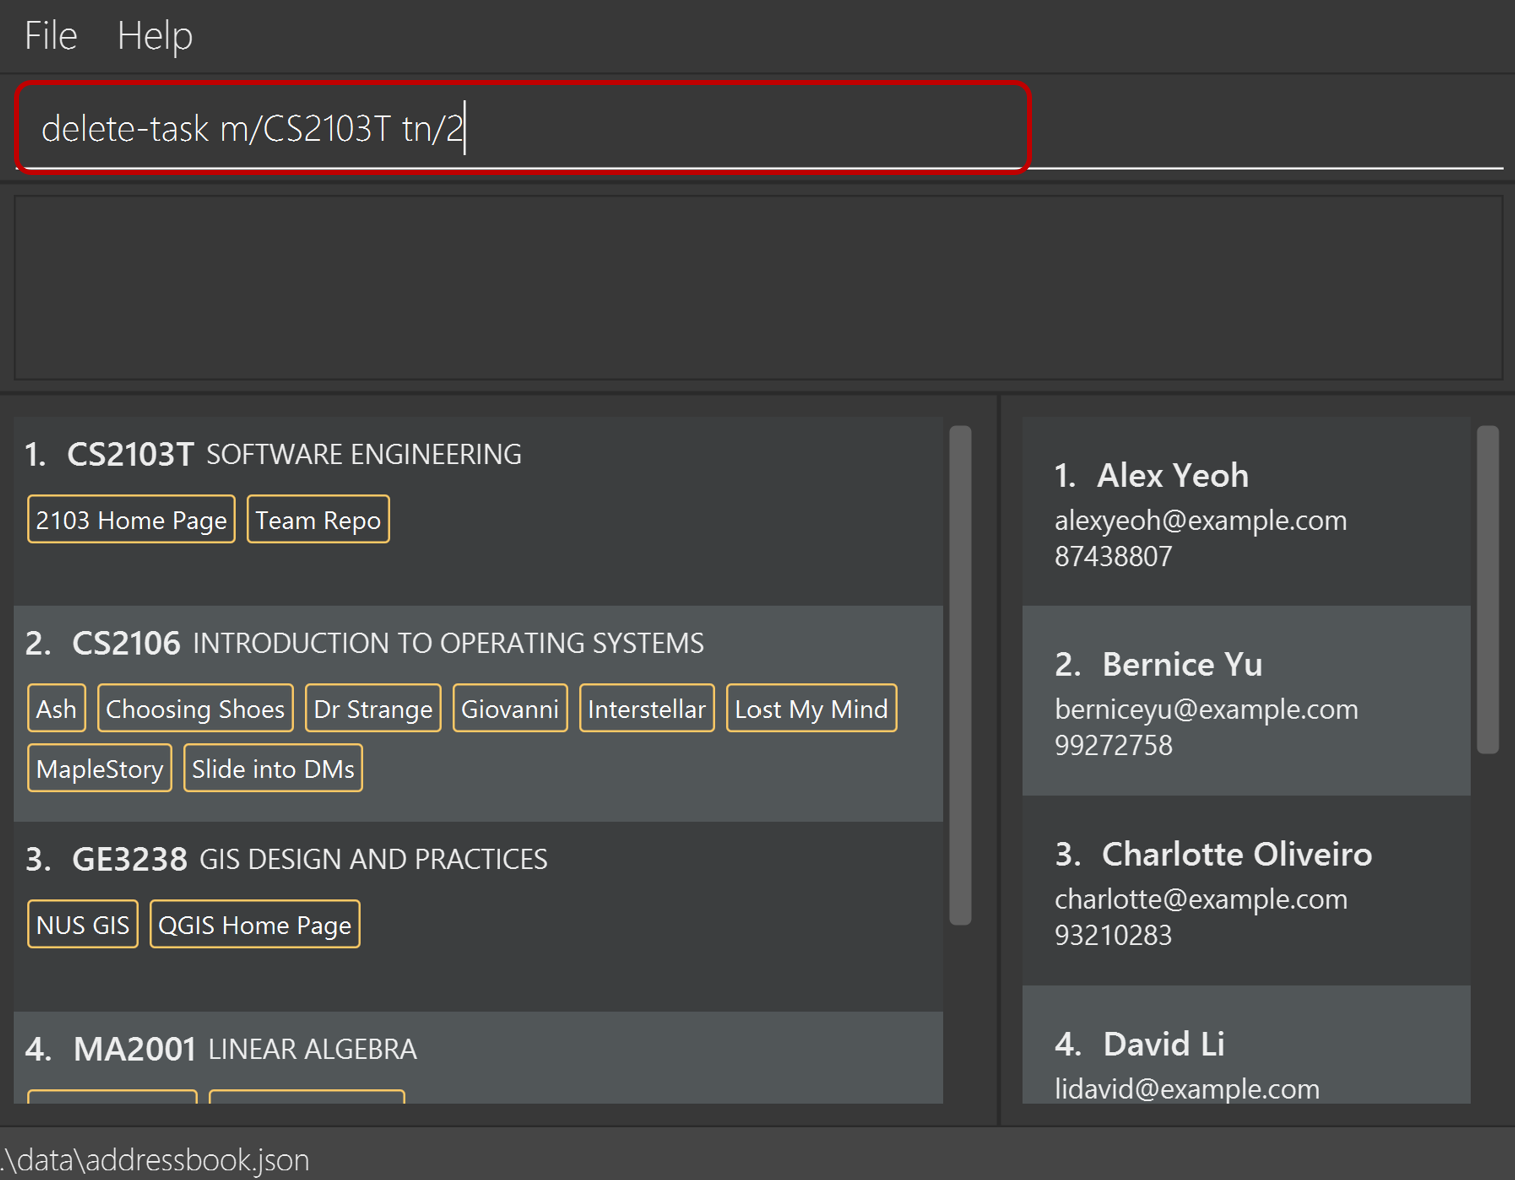 File Help
delete-task m/CS2103T tn/2
1. CS2103T SOFTWARE ENGINEERING
2103 Home Page Team Repo
2. CS2106 INTRODUCTION TO OPERATING SYSTEMS
Ash Choosing Shoes Dr Strange Giovanni Interstellar Lost My Mind
MapleStory Slide into DMs
3. GE3238 GIS DESIGN AND PRACTICES
NUS GIS QGIS Home Page
4. MA2001 LINEAR ALGEBRA
1. Alex Yeoh
alexyeoh@example.com
87438807
2. Bernice Yu
berniceyu@example.com
99272758
3. Charlotte Oliveiro
charlotte@example.com
93210283
4. David Li
lidavid@example.com
.\data\addressbook.json